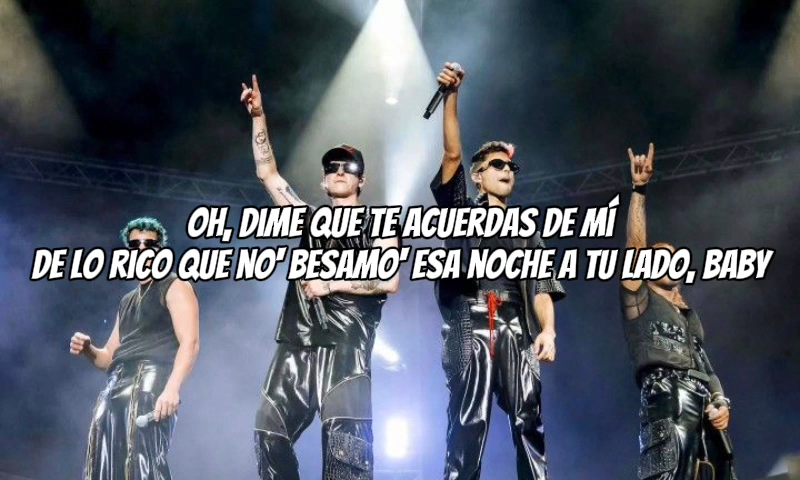 OH, DIME QUE TE ACUERDAS DE MÍ
DE LO RICO QUE NO' BESAMO' ESA NOCHE A TU LADO, BABY